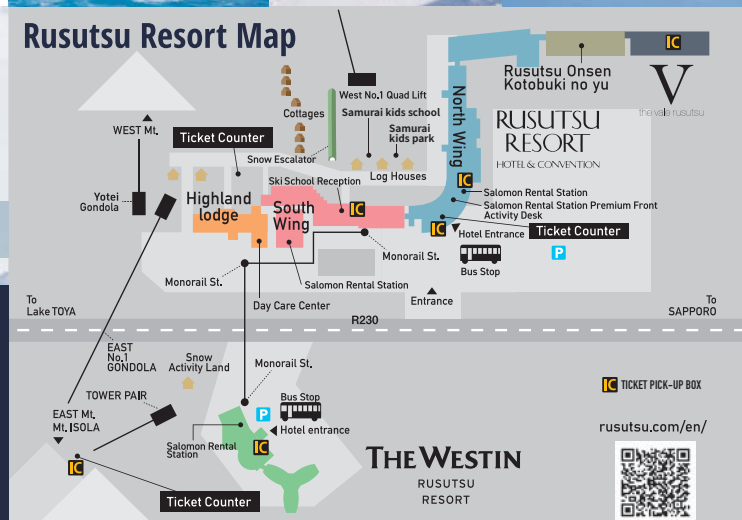 Rusutsu Resort Map
IC
Rusutsu Onsen
Kotobuki no yu
V
the vale rusutsu
West No.1 Quad Lift
Cottages
Samurai kids school
Samurai
kids park
North Wing
RUSUTSU
RESORT
HOTEL & CONVENTION
WEST Mt.
Ticket Counter
Snow Escalator
Log Houses
Ski School Reception
IC
Salomon Rental Station
Yotei
Gondola
Highland
lodge
South
Wing
IC
Salomon Rental Station Premium Front
Activity Desk
IC
Hotel Entrance
Ticket Counter
P
Bus Stop
Monorail St.
Monorail St.
Salomon Rental Station
Day Care Center
Entrance
To
Lake TOYA
To
SAPPORO
R230
EAST
No.1
GONDOLA
Snow
Activity Land
Monorail St.
TOWER PAIR
Bus Stop
P
IC TICKET PICK-UP BOX
EAST Mt.
Mt. ISOLA
Hotel entrance
rusutsu.com/en/
Salomon Rental
Station
IC
IC
THE WESTIN
RUSUTSU
RESORT
Ticket Counter